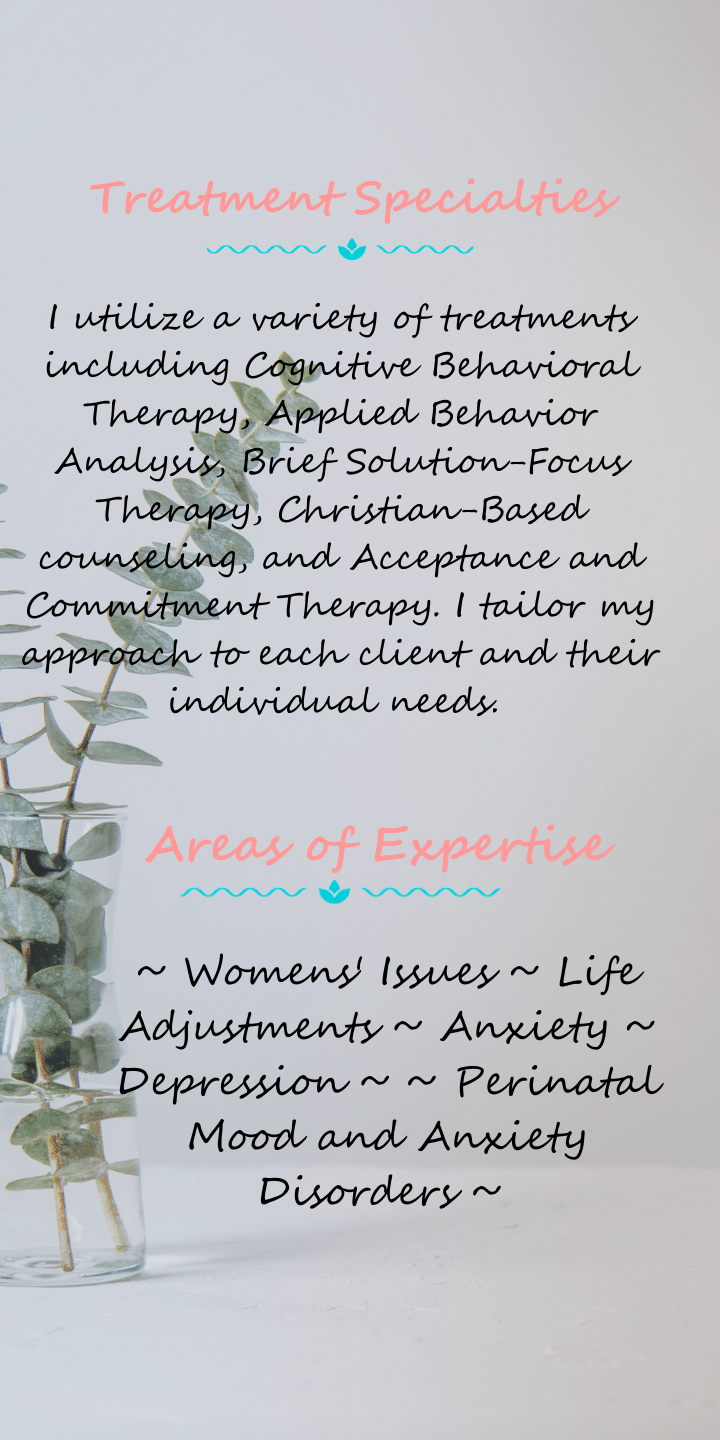 Treatment Specialties
I utilize a variety of treatments
including Cognitive Behavioral
Therapy, Applied Behavior
Analysis, Brief Solution-Focus
Therapy, Christian-Based
counseling, and Acceptance and
Commitment Therapy. I tailor my
approach to each client and their
individual needs.
Areas of Expertise
~ Womens' Issues ~ Life
Adjustments ~ Anxiety ~
Depression ~ ~ Perinatal
Mood and Anxiety
Disorders ~